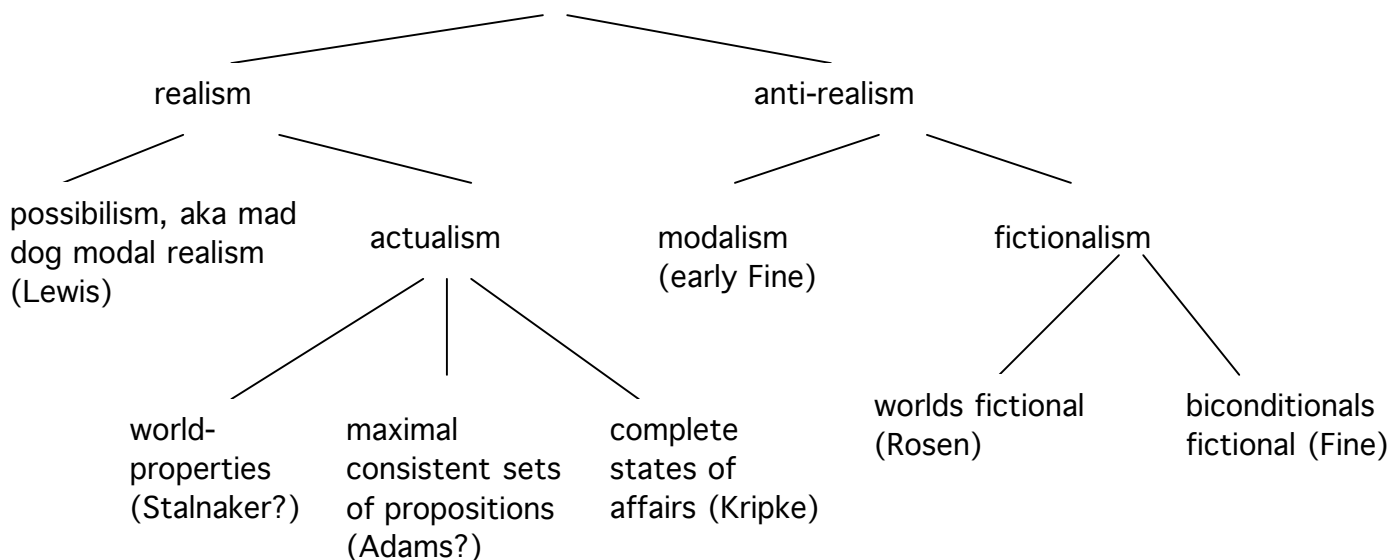 realism
anti-realism
possibilism, aka mad
dog modal realism
(Lewis)
actualism
modalism
(early Fine)
fictionalism
world-
properties
(Stalnaker?)
maximal
consistent sets
of propositions
(Adams?)
complete
states of
affairs (Kripke)
worlds fictional
(Rosen)
biconditionals
fictional (Fine)